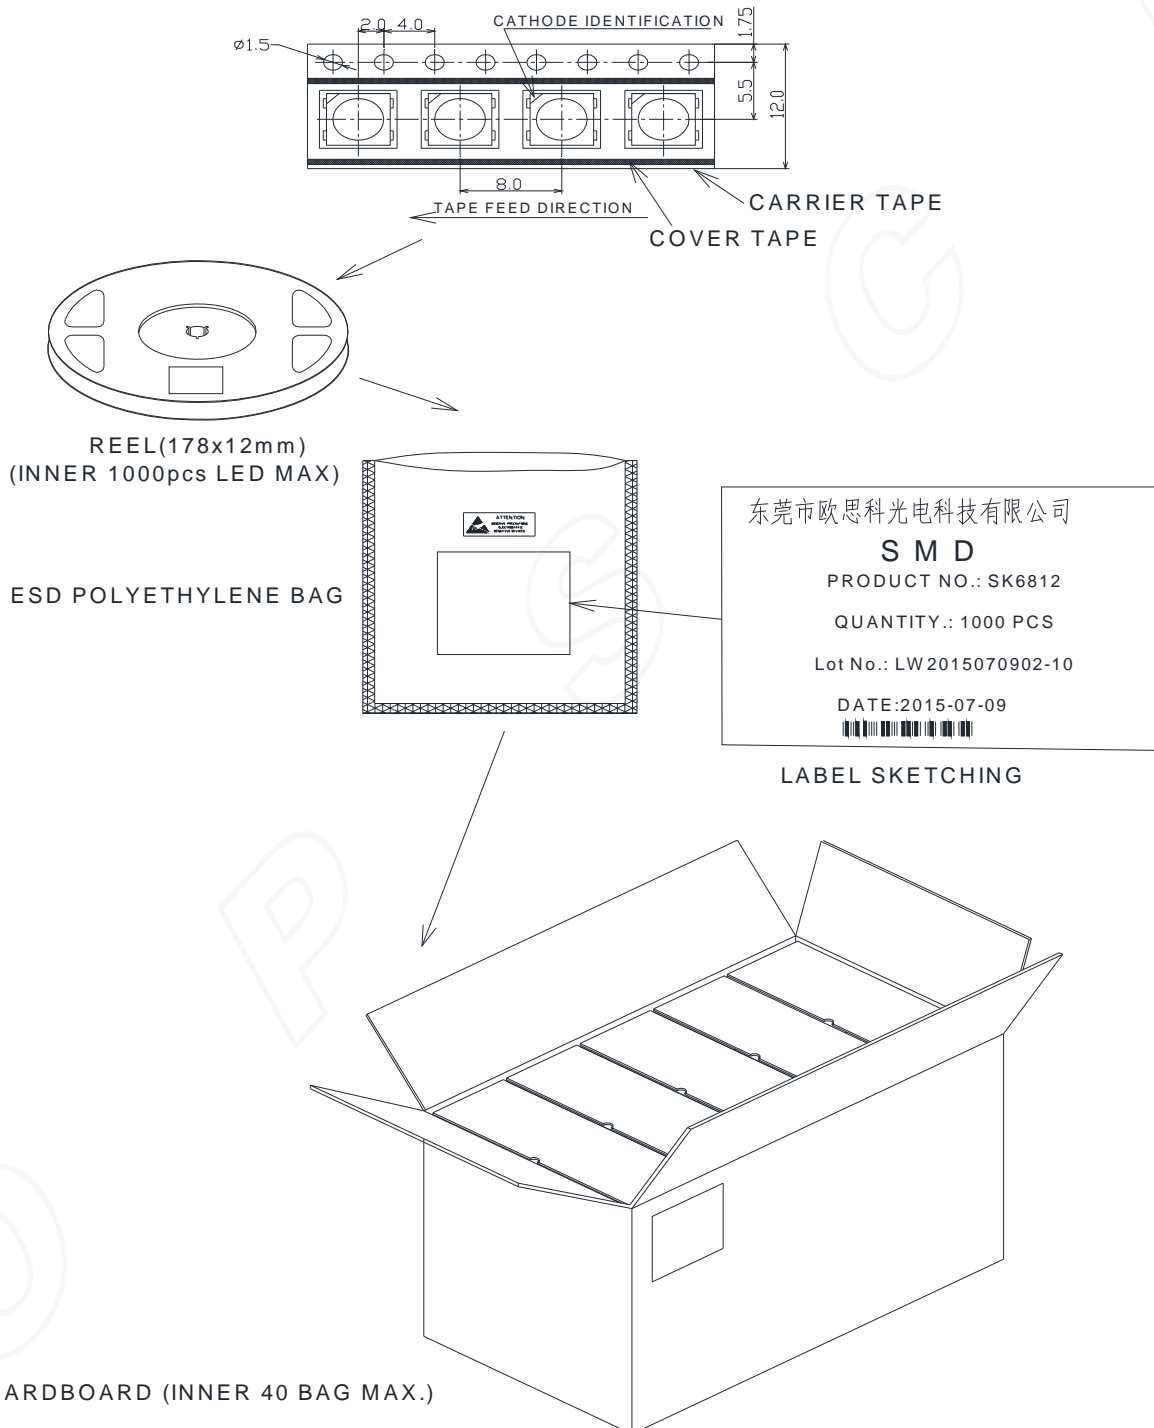 2.0 4.0
CATHODE IDENTIFICATION
1.75
ø1.5
5.5
12.0
8.0
TAPE FEED DIRECTION
CARRIER TAPE
COVER TAPE
REEL(178x12mm)
(INNER 1000pcs LED MAX)
ATTENTION
东莞市欧思科光电科技有限公司
SMD
PRODUCT NO.: SK6812
ESD POLYETHYLENE BAG
QUANTITY.: 1000 PCS
Lot No.: LW2015070902-10
DATE:2015-07-09
LABEL SKETCHING
ARDBOARD (INNER 40 BAG MAX.)
O P S C